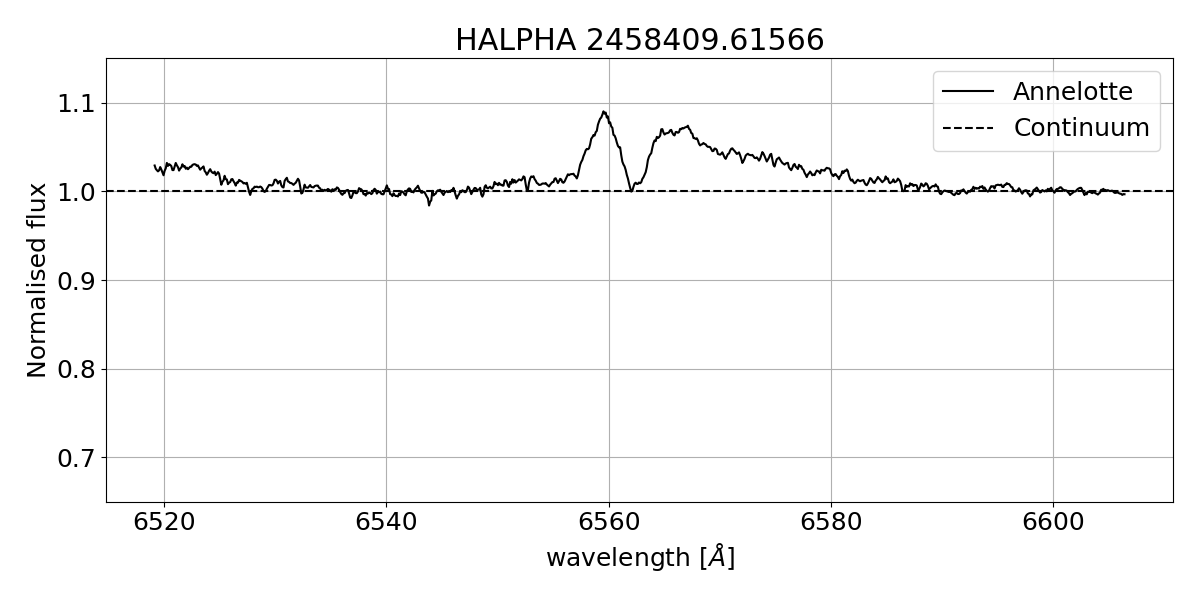 HALPHA 2458409.61566
Annelotte
Continuum
Normalised flux
1.1
1.0
0.9
0.8
0.7
6520
6540
6560
6580
6600
wavelength [Å]